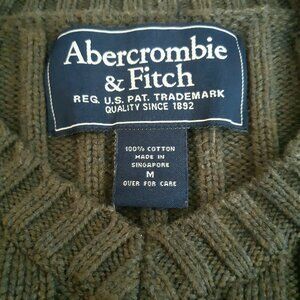 Abercrombie
& Fitch
REG. U.S. PAT. TRADEMARK
QUALITY SINCE 1892
100% COTTON
MADE IN
SINGAPORE
M
OVER FOR CARE